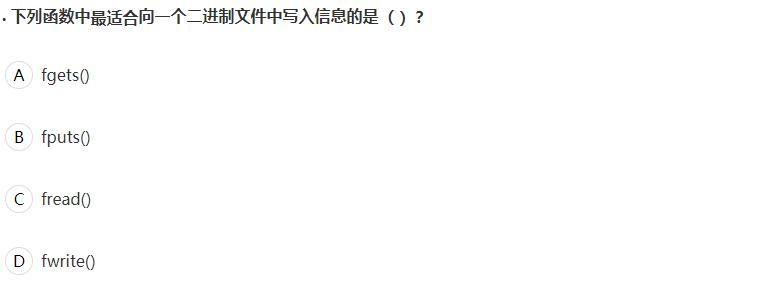 . 下列函数中最适合向一个二进制文件中写入信息的是（ ）？
A fgets()
B fputs()
C fread()
D fwrite()